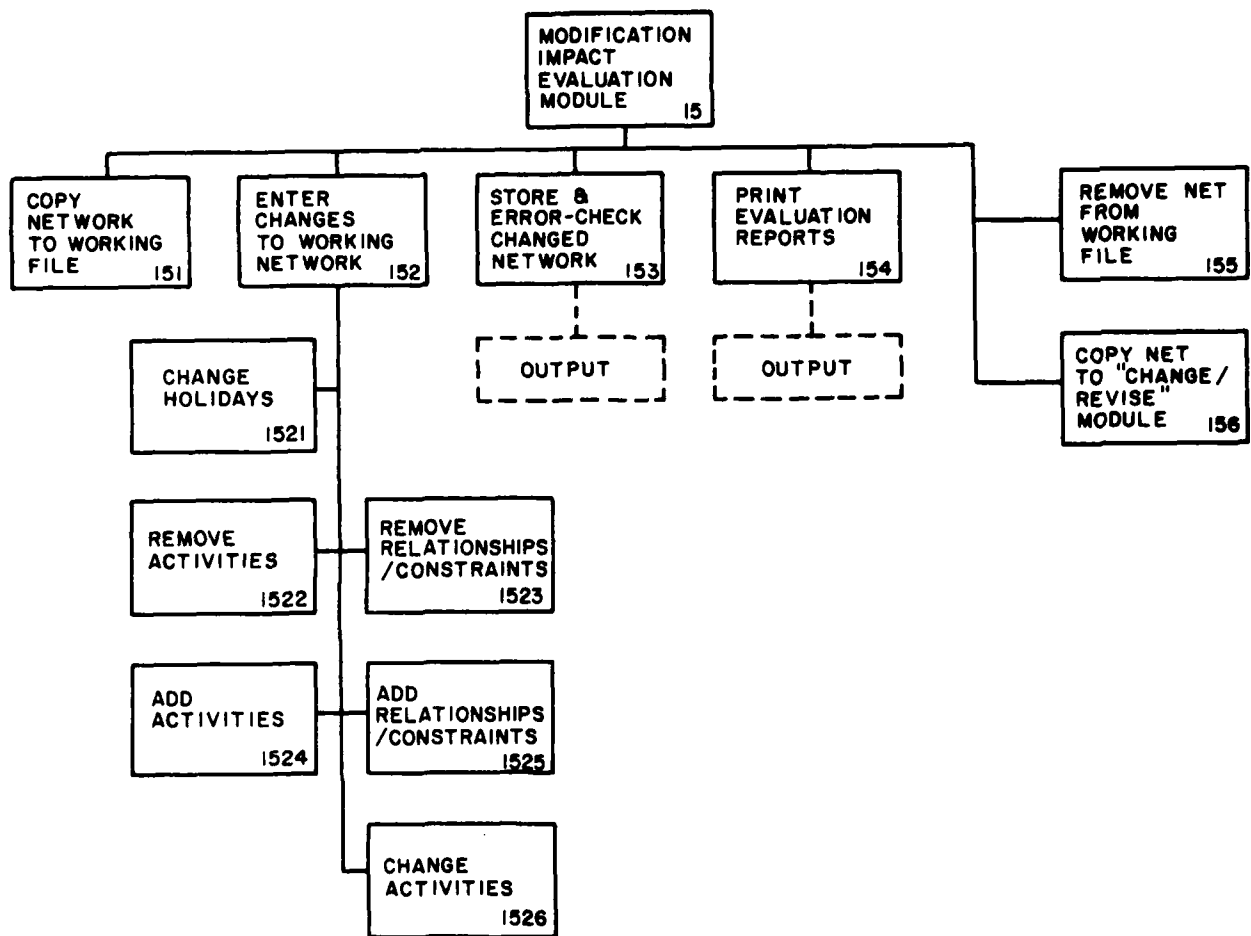 MODIFICATION
IMPACT
EVALUATION
MODULE
15
COPY
NETWORK
TO WORKING
FILE
151
ENTER
CHANGES
TO WORKING
NETWORK
152
STORE &
ERROR-CHECK
CHANGED
NETWORK
153
PRINT
EVALUATION
REPORTS
154
REMOVE NET
FROM
WORKING
FILE
155
OUTPUT
OUTPUT
COPY NET
TO "CHANGE/
REVISE"
MODULE
156
CHANGE
HOLIDAYS
1521
REMOVE
ACTIVITIES
1522
REMOVE
RELATIONSHIPS
/CONSTRAINTS
1523
ADD
ACTIVITIES
1524
ADD
RELATIONSHIPS
/CONSTRAINTS
1525
CHANGE
ACTIVITIES
1526